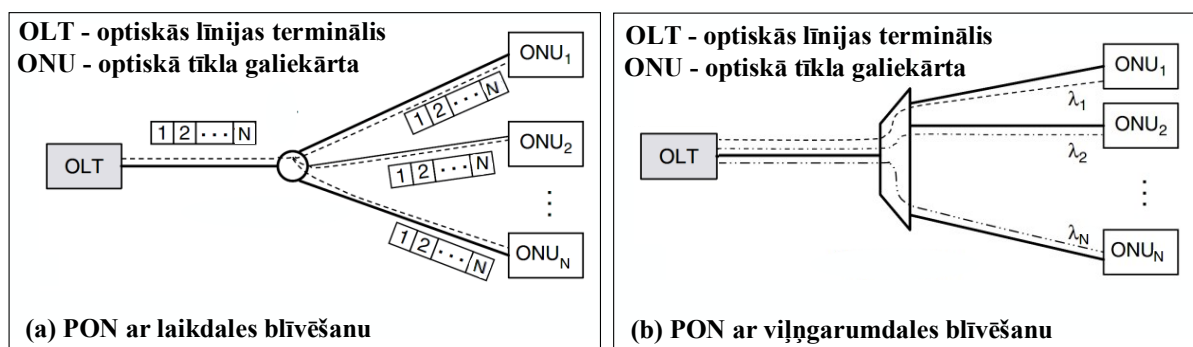 OLT - optiskās līnijas terminālis
ONU - optiskā tīkla galiekārta
ONU1
1 2 ··· N
1 2 ··· N
OLT
ONU2
1 2 ··· N
⋮
1 2 ··· N
ONUN
(a) PON ar laikdales blīvēšanu
OLT - optiskās līnijas terminālis
ONU - optiskā tīkla galiekārta
ONU1
λ1
ONU2
OLT
λ2
⋮
λN
ONUN
(b) PON ar viļņgarumdales blīvēšanu